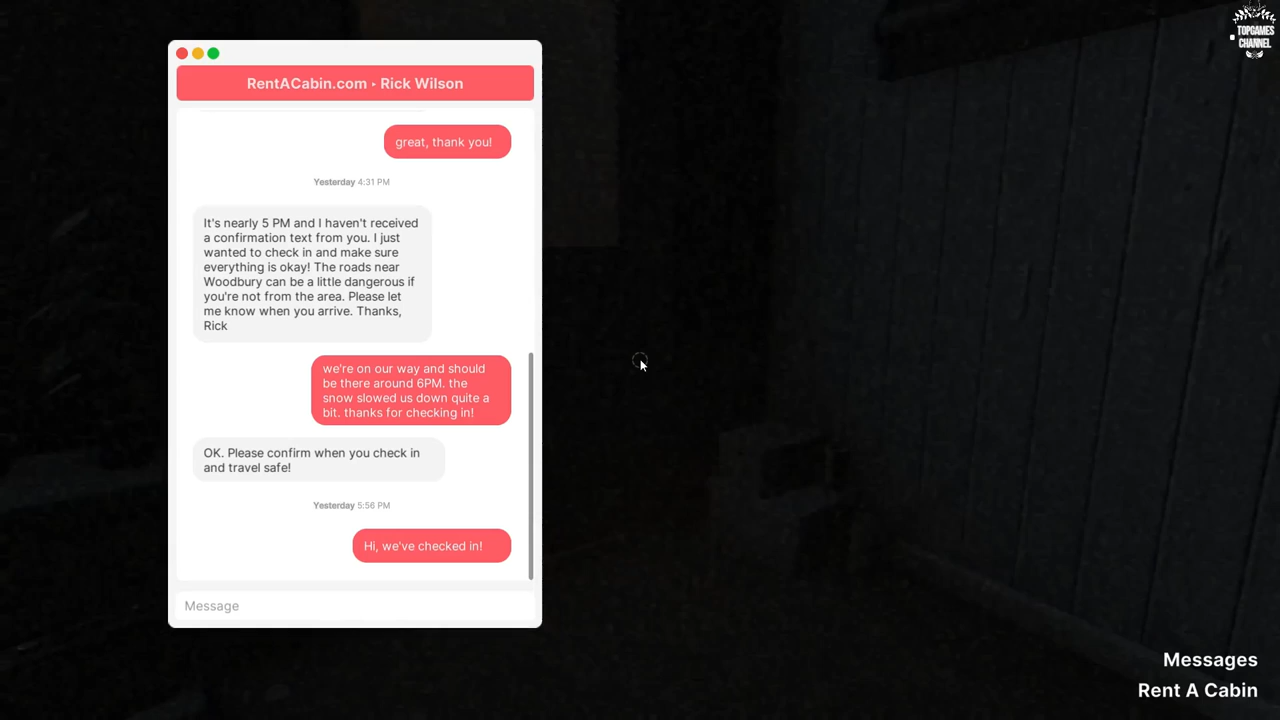 TOPGAMES
CHANNEL
RentACabin.com ▸ Rick Wilson
great, thank you!
Yesterday 4:31 PM
It's nearly 5 PM and I haven't received
a confirmation text from you. I just
wanted to check in and make sure
everything is okay! The roads near
Woodbury can be a little dangerous if
you're not from the area. Please let
me know when you arrive. Thanks,
Rick
we're on our way and should
be there around 6PM. the
snow slowed us down quite a
bit. thanks for checking in!
OK. Please confirm when you check in
and travel safe!
Yesterday 5:56 PM
Hi, we've checked in!
Message
Messages
Rent A Cabin